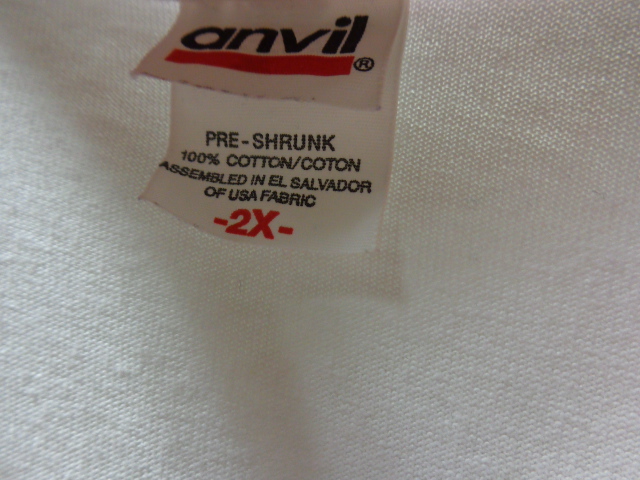 anvil®
PRE-SHRUNK
100% COTTON/COTON
ASSEMBLED IN EL SALVADOR
OF USA FABRIC
-2X-